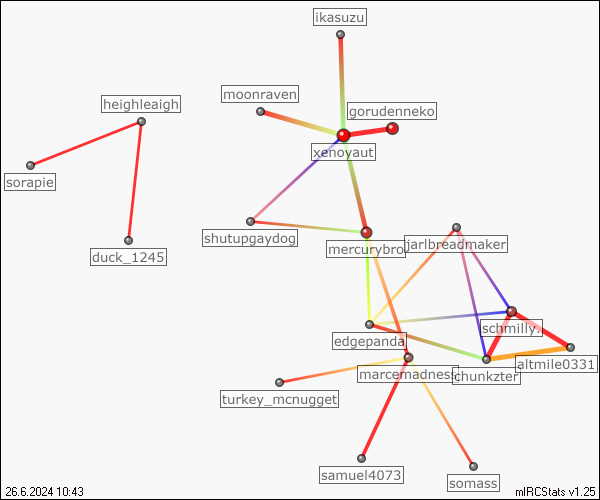 ikasuzu
moonraven
heighleaigh
gorudenneko
xenoyaut
sorapie
shutupgaydog
mercurybro
jarlbreadmaker
duck_1245
schmilly.
edgepanda
altmile0331
marcemadness
chunkzter
turkey_mcnugget
samuel4073
somass
26.6.2024 10:43
mIRCStats v1.25